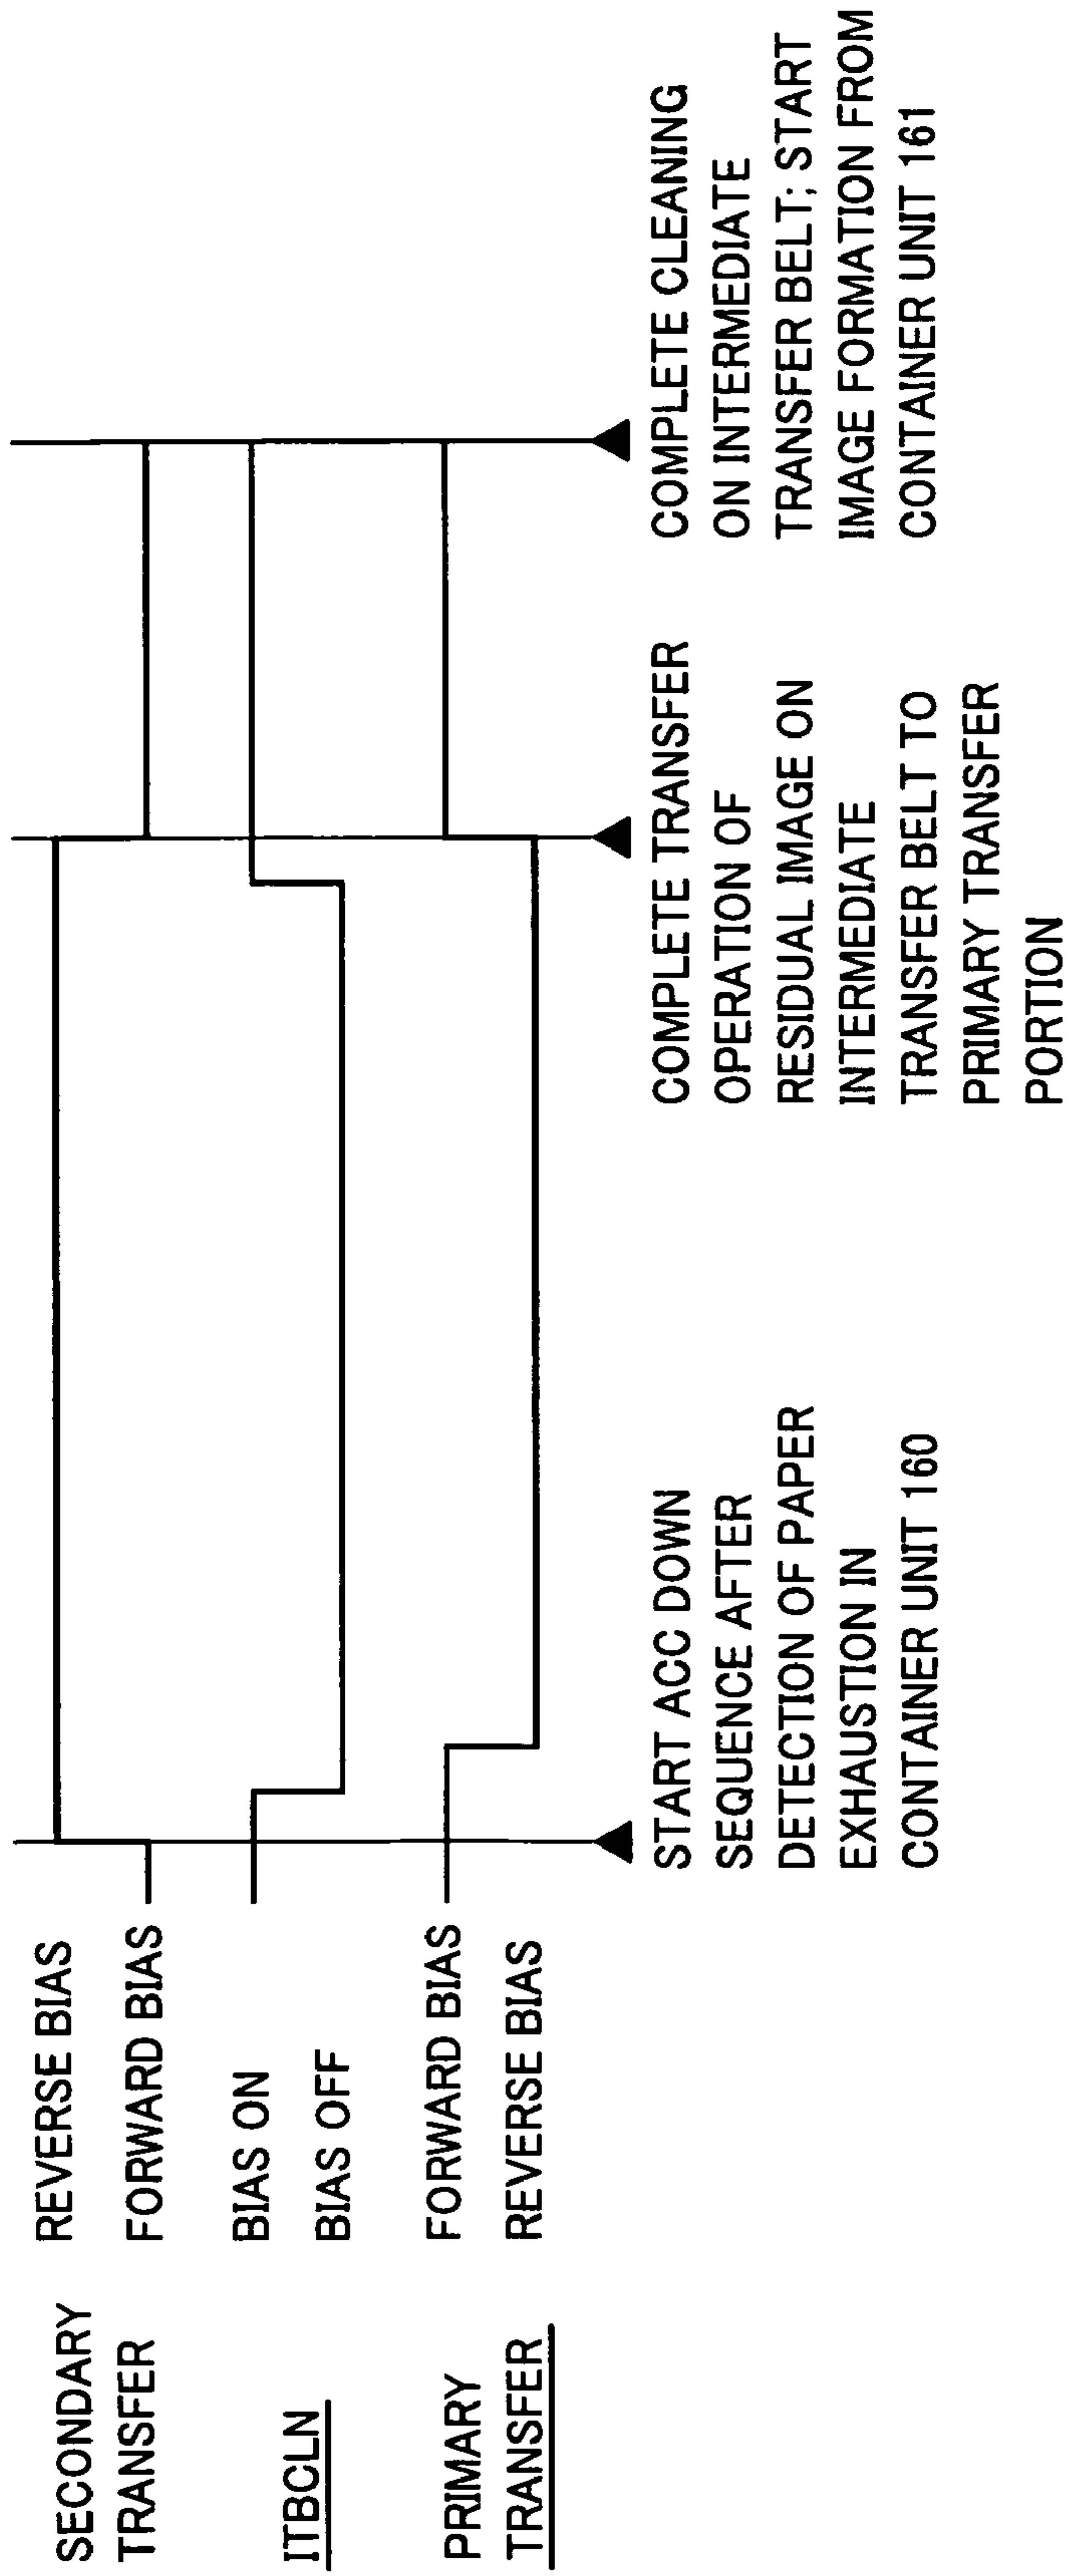 SECONDARY
TRANSFER
REVERSE BIAS
FORWARD BIAS
ITBCLN
BIAS ON
BIAS OFF
PRIMARY
TRANSFER
FORWARD BIAS
REVERSE BIAS
START ACC DOWN
SEQUENCE AFTER
DETECTION OF PAPER
EXHAUSTION IN
CONTAINER UNIT 160
COMPLETE TRANSFER
OPERATION OF
RESIDUAL IMAGE ON
INTERMEDIATE
TRANSFER BELT TO
PRIMARY TRANSFER
PORTION
COMPLETE CLEANING
ON INTERMEDIATE
TRANSFER BELT; START
IMAGE FORMATION FROM
CONTAINER UNIT 161